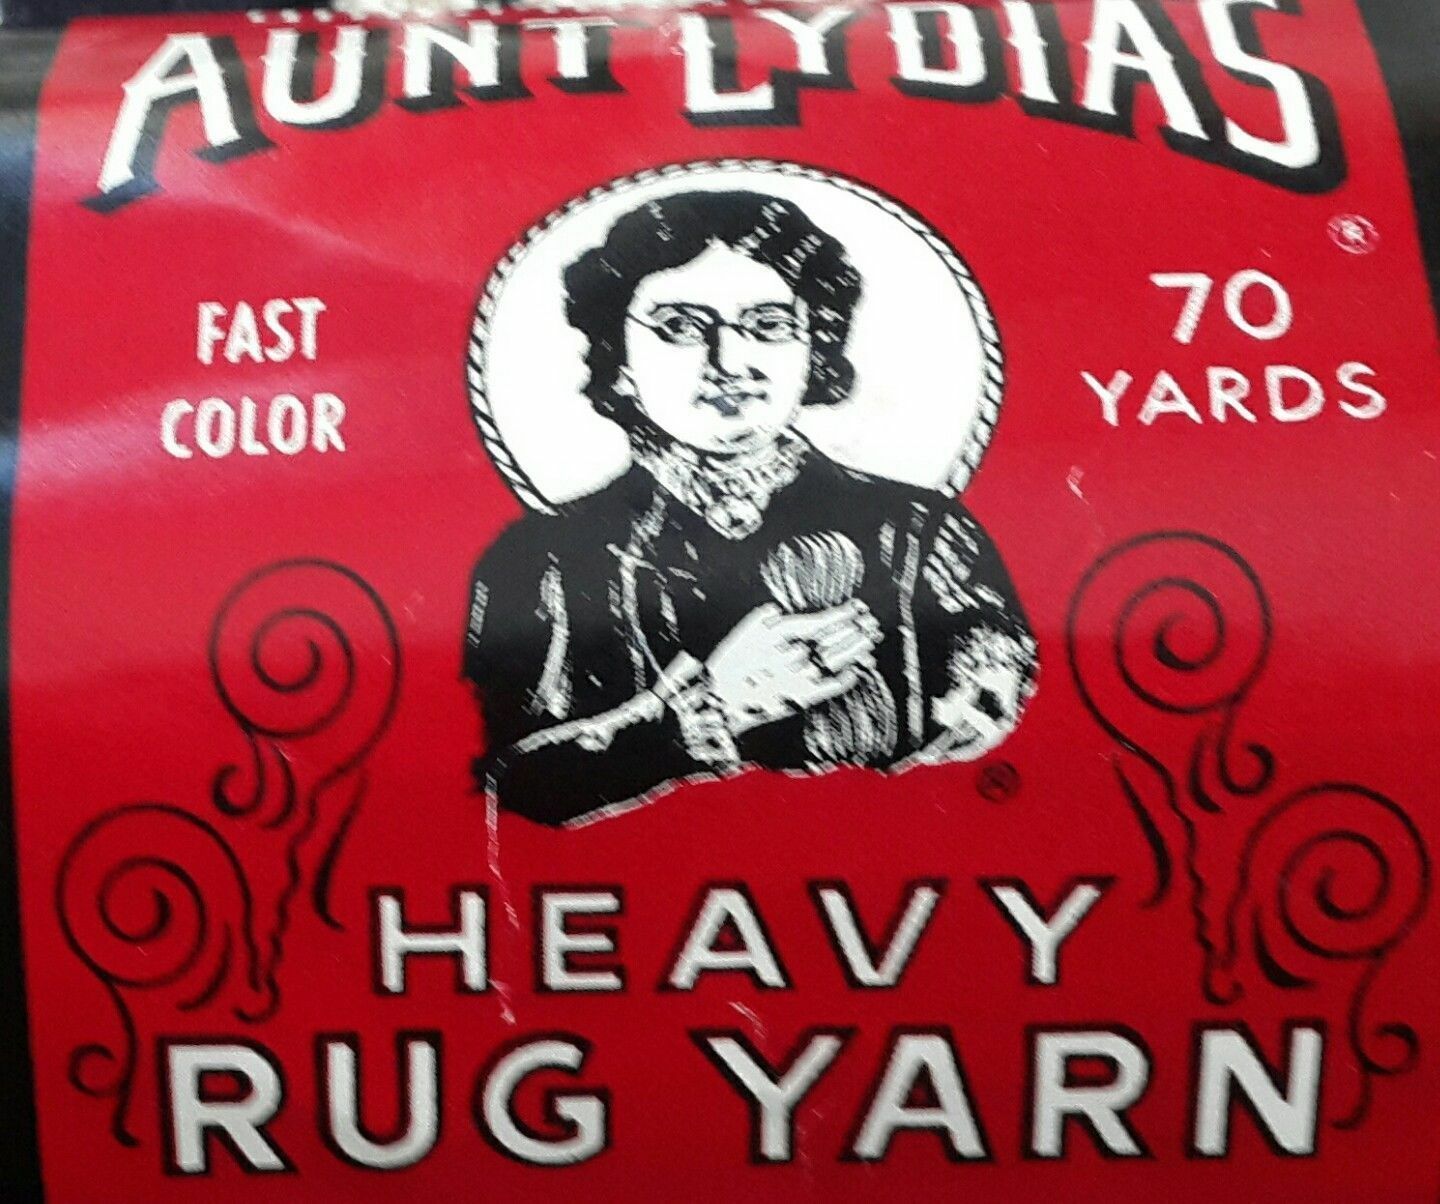 AUNT LYDIAS
®
FAST
COLOR
70
YARDS
®
HEAVY
RUG YARN